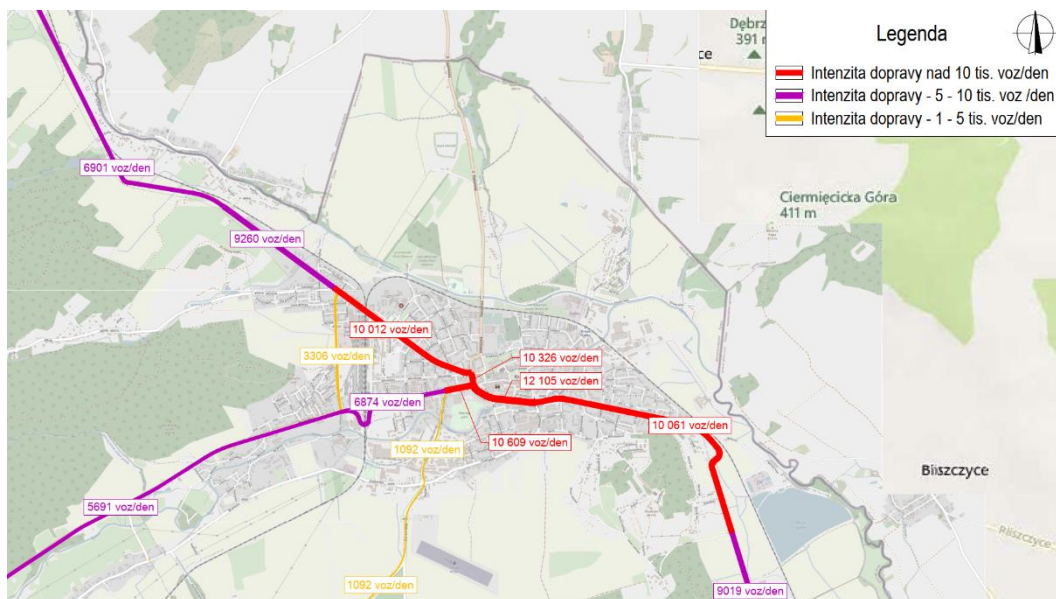 Legenda
Intenzita dopravy nad 10 tis. voz/den
Intenzita dopravy - 5 - 10 tis. voz /den
Intenzita dopravy - 1 - 5 tis. voz/den
391 m
ce
6901 voz/den
Ciermięcicka Góra
411 m
9260 voz/den
10 012 voz/den
3306 voz/den
10 326 voz/den
12 105 voz/den
6874 voz/den
10 061 voz/den
10 609 voz/den
1092 voz/den
Bliszczyce
5691 voz/den
Bliszczyce
1092 voz/den
9019 voz/den